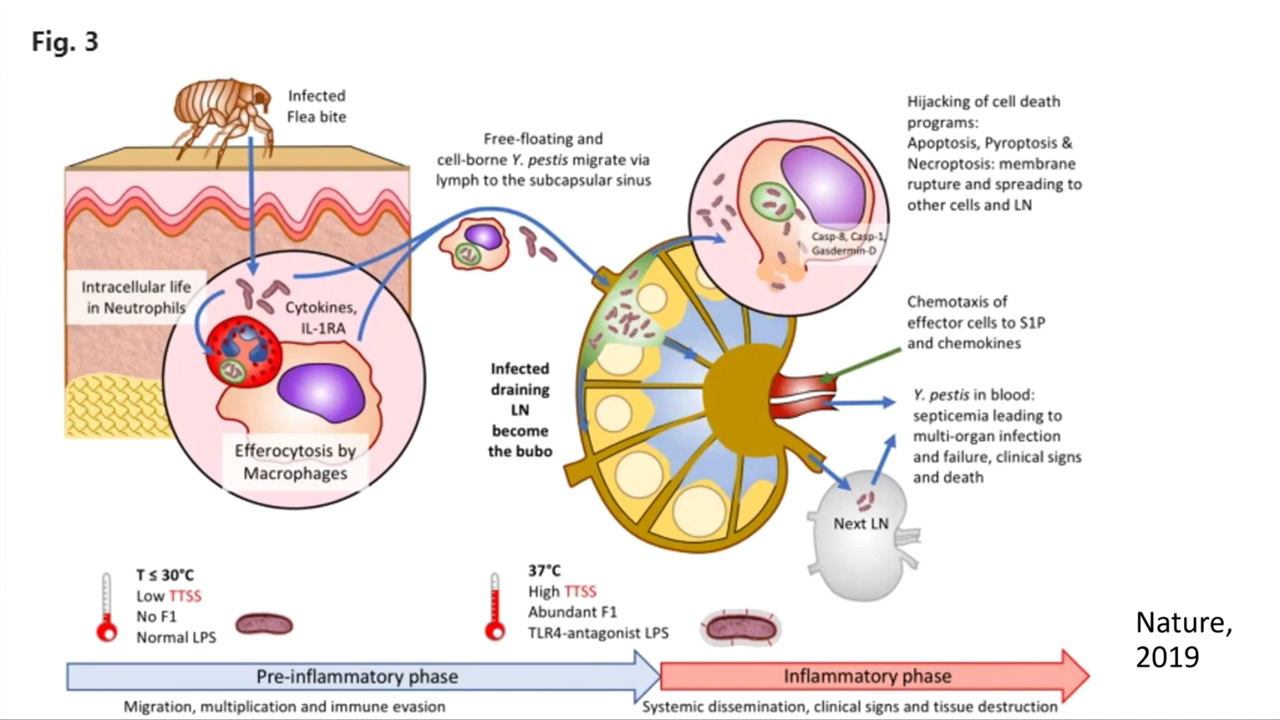 Fig. 3
Infected
Flea bite
Free-floating and
cell-borne Y. pestis migrate via
lymph to the subcapsular sinus
Hijacking of cell death
programs:
Apoptosis, Pyroptosis &
Necroptosis: membrane
rupture and spreading to
other cells and LN
Casp-8, Casp-1,
Gasdermin-D
Intracellular life
in Neutrophils
Cytokines,
IL-1RA
Efferocytosis by
Macrophages
Infected
draining
LN
become
the bubo
Chemotaxis of
effector cells to S1P
and chemokines
Y. pestis in blood:
septicemia leading to
multi-organ infection
and failure, clinical signs
and death
Next LN
T ≤ 30°C
Low TTSS
No F1
Normal LPS
37°C
High TTSS
Abundant F1
TLR4-antagonist LPS
Nature,
2019
Pre-inflammatory phase
Inflammatory phase
Migration, multiplication and immune evasion
Systemic dissemination, clinical signs and tissue destruction